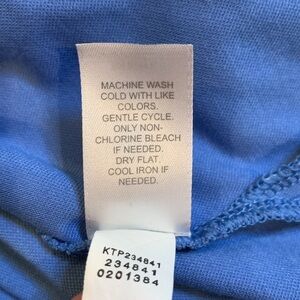 MACHINE WASH
COLD WITH LIKE
COLORS.
GENTLE CYCLE.
ONLY NON-
CHLORINE BLEACH
IF NEEDED.
DRY FLAT.
COOL IRON IF
NEEDED.
KTP234841
234841
0201384